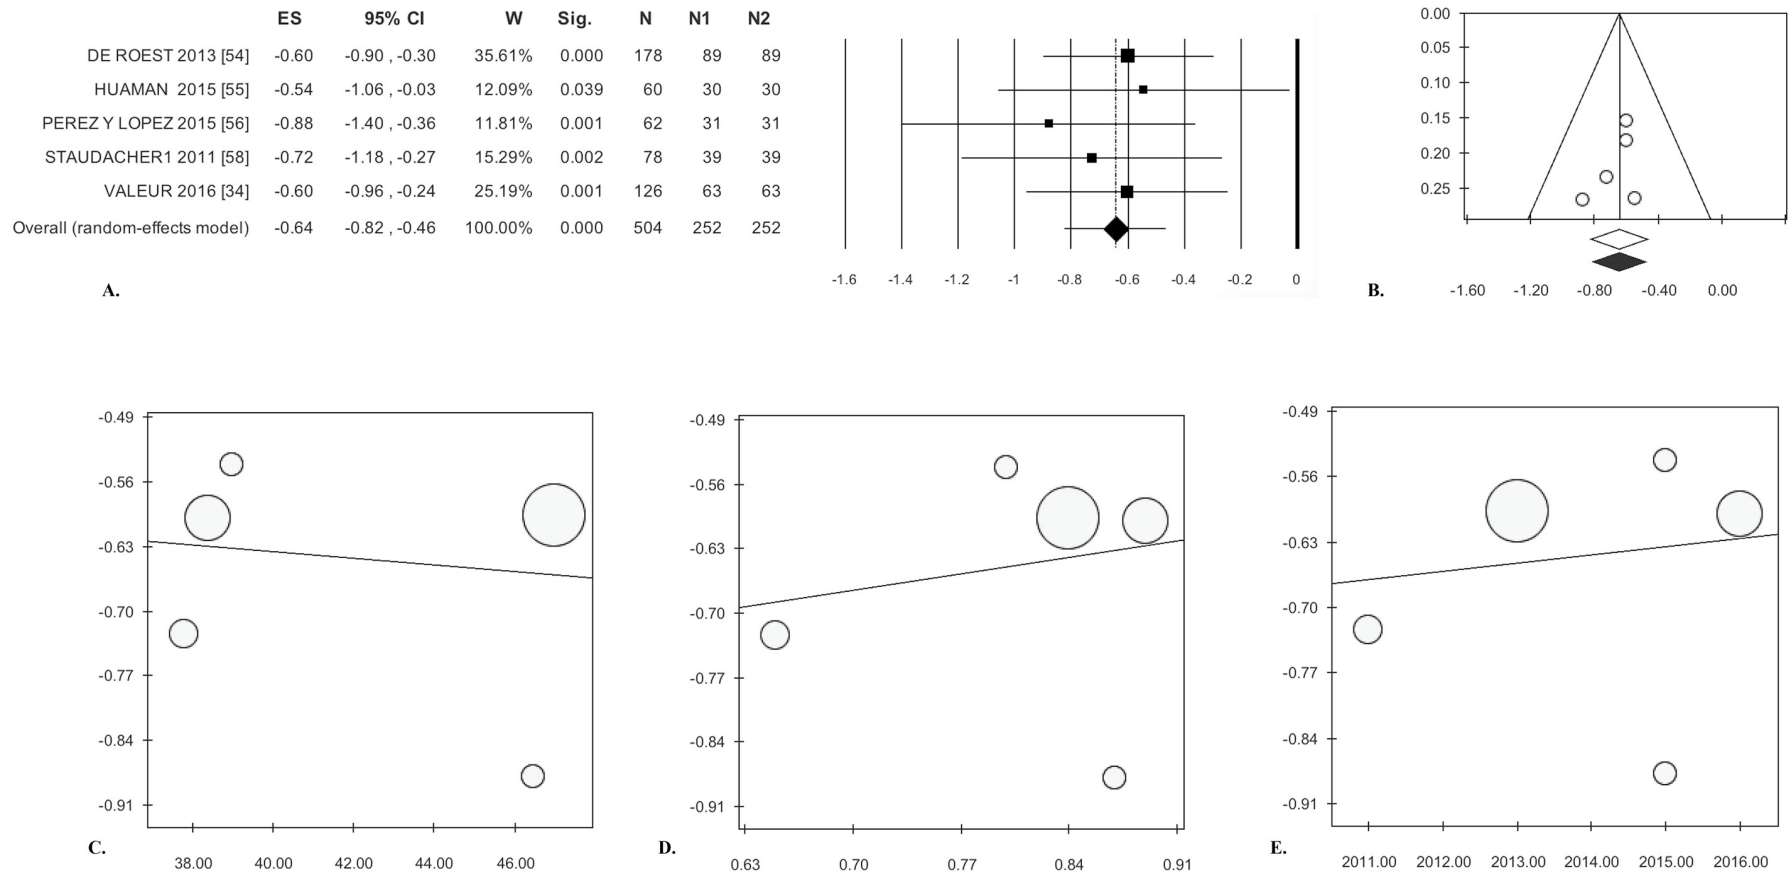 ES 95% CI W Sig. N N1 N2
DE ROEST 2013 [54] -0.60 -0.90 , -0.30 35.61% 0.000 178 89 89
HUAMAN 2015 [55] -0.54 -1.06 , -0.03 12.09% 0.039 60 30 30
PEREZ Y LOPEZ 2015 [56] -0.88 -1.40 , -0.36 11.81% 0.001 62 31 31
STAUDACHER1 2011 [58] -0.72 -1.18 , -0.27 15.29% 0.002 78 39 39
VALEUR 2016 [34] -0.60 -0.96 , -0.24 25.19% 0.001 126 63 63
Overall (random-effects model) -0.64 -0.82 , -0.46 100.00% 0.000 504 252 252
-1.6 -1.4 -1.2 -1 -0.8 -0.6 -0.4 -0.2 0
A.
0.00
0.05
0.10
0.15
0.20
0.25
-1.60 -1.20 -0.80 -0.40 0.00
B.
-0.49
-0.56
-0.63
-0.70
-0.77
-0.84
-0.91
38.00 40.00 42.00 44.00 46.00
C.
-0.49
-0.56
-0.63
-0.70
-0.77
-0.84
-0.91
0.63 0.70 0.77 0.84 0.91
D.
-0.49
-0.56
-0.63
-0.70
-0.77
-0.84
-0.91
2011.00 2012.00 2013.00 2014.00 2015.00 2016.00
E.